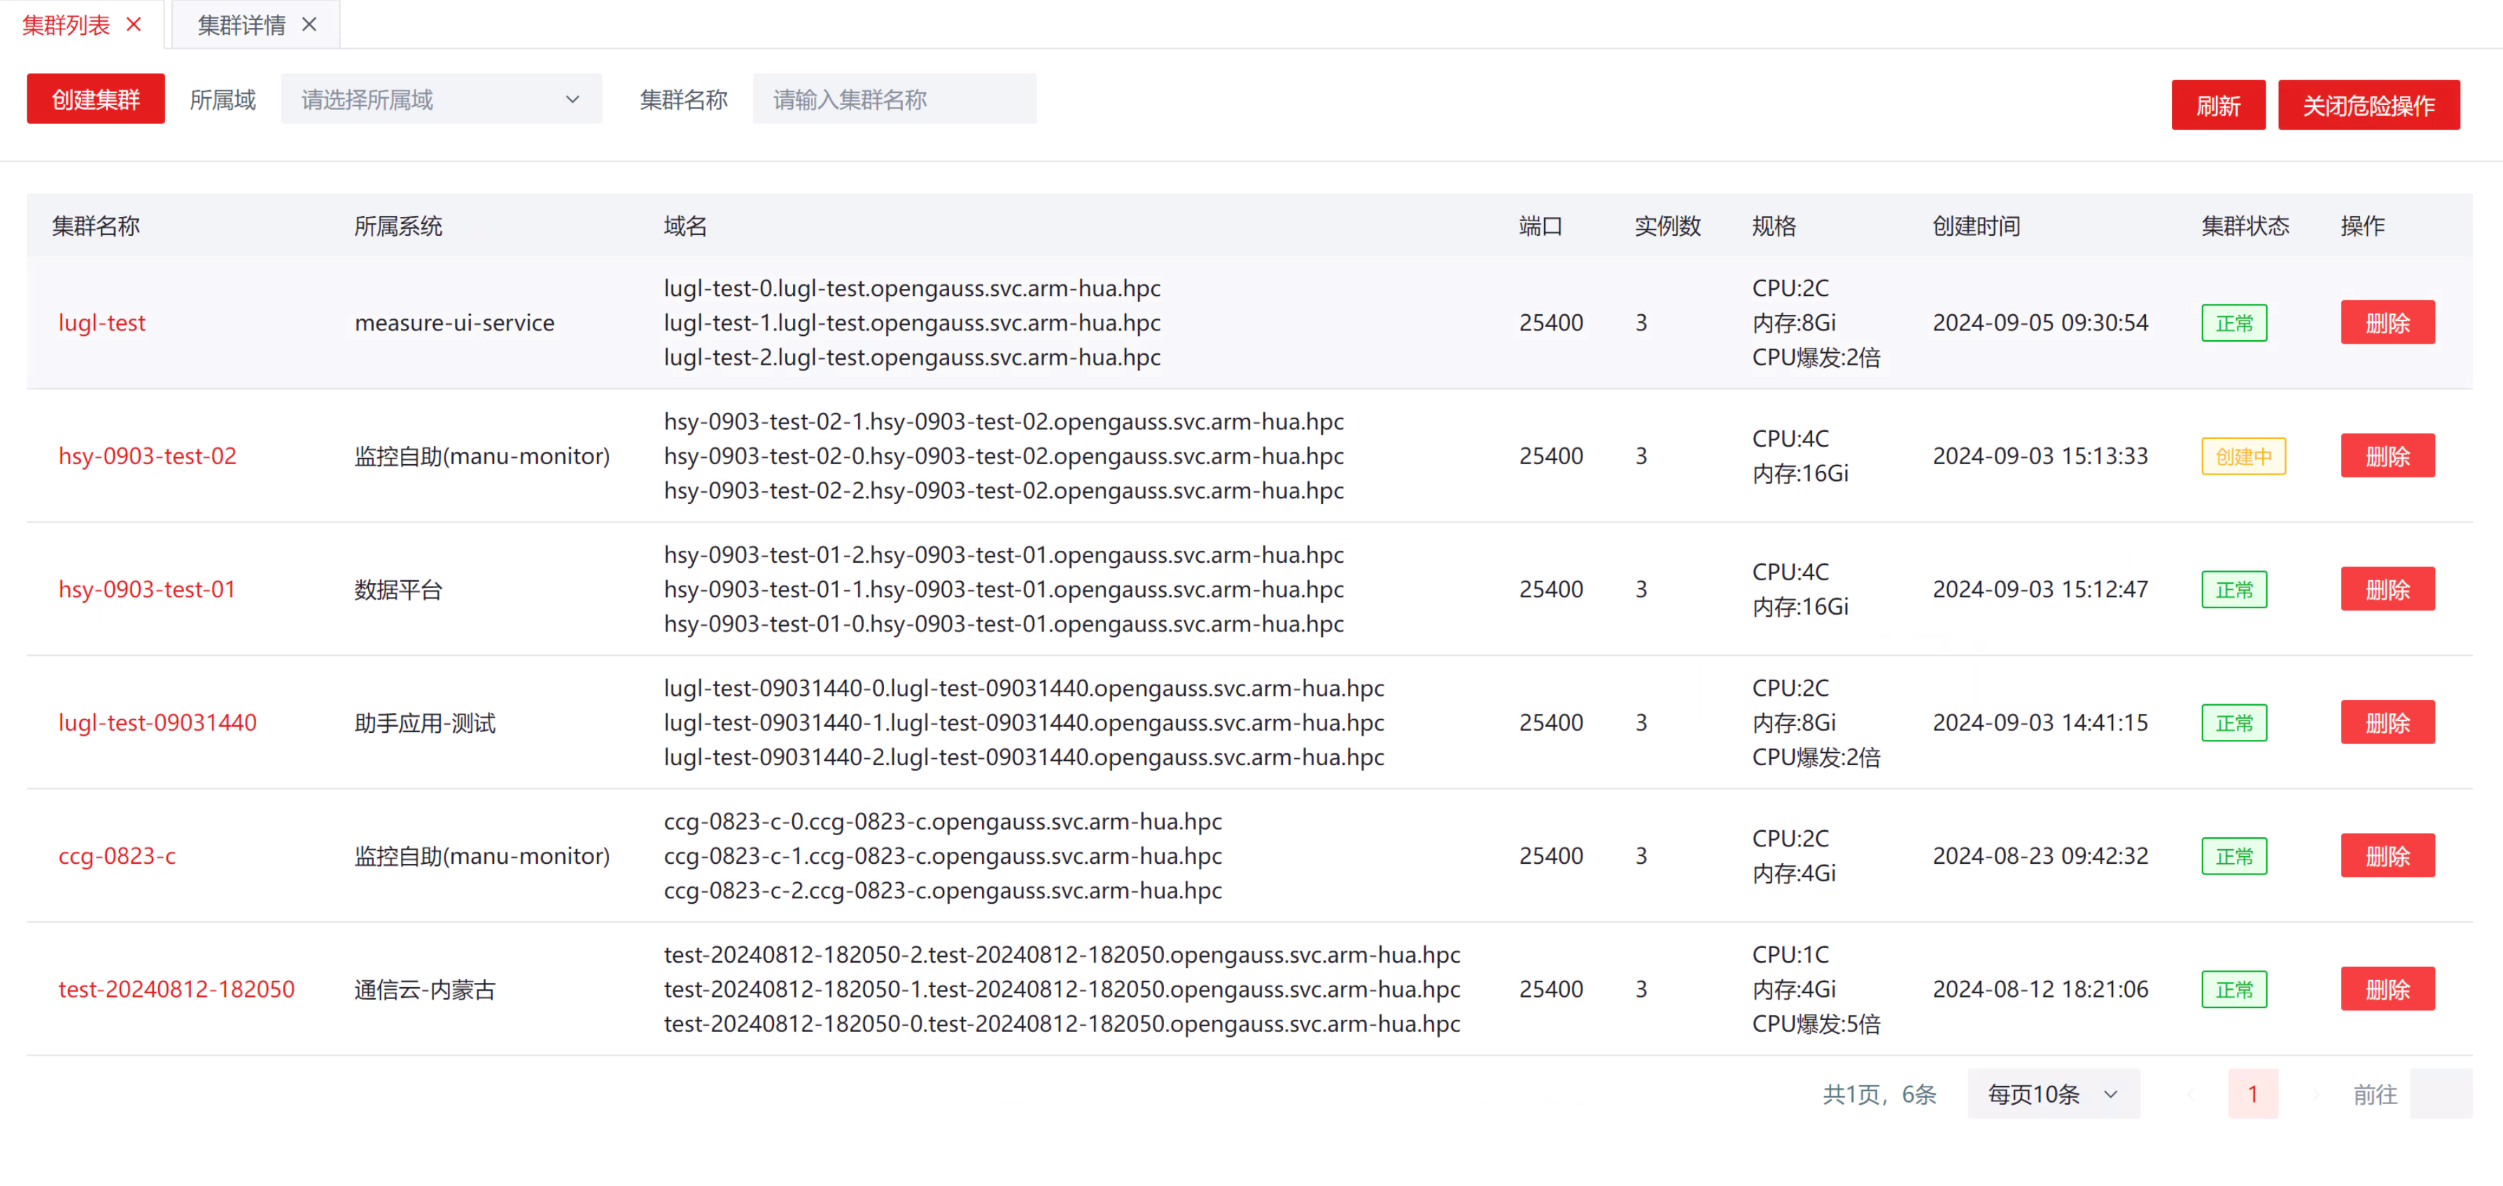 集群列表 × 集群详情 ×
创建集群 所属域 请选择所属域 集群名称 请输入集群名称 刷新 关闭危险操作
集群名称 所属系统 域名 端口 实例数 规格 创建时间 集群状态 操作
lugl-test-0.lugl-test.opengauss.svc.arm-hua.hpc CPU:2C
lugl-test measure-ui-service lugl-test-1.lugl-test.opengauss.svc.arm-hua.hpc 25400 3 内存:8Gi 2024-09-05 09:30:54 正常 删除
lugl-test-2.lugl-test.opengauss.svc.arm-hua.hpc CPU爆发:2倍
hsy-0903-test-02-1.hsy-0903-test-02.opengauss.svc.arm-hua.hpc CPU:4C
hsy-0903-test-02 监控自助(manu-monitor) hsy-0903-test-02-0.hsy-0903-test-02.opengauss.svc.arm-hua.hpc 25400 3 2024-09-03 15:13:33 创建中 删除
hsy-0903-test-02-2.hsy-0903-test-02.opengauss.svc.arm-hua.hpc 内存:16Gi
hsy-0903-test-01-2.hsy-0903-test-01.opengauss.svc.arm-hua.hpc CPU:4C
hsy-0903-test-01 数据平台 hsy-0903-test-01-1.hsy-0903-test-01.opengauss.svc.arm-hua.hpc 25400 3 2024-09-03 15:12:47 正常 删除
hsy-0903-test-01-0.hsy-0903-test-01.opengauss.svc.arm-hua.hpc 内存:16Gi
lugl-test-09031440-0.lugl-test-09031440.opengauss.svc.arm-hua.hpc CPU:2C
lugl-test-09031440 助手应用-测试 lugl-test-09031440-1.lugl-test-09031440.opengauss.svc.arm-hua.hpc 25400 3 内存:8Gi 2024-09-03 14:41:15 正常 删除
lugl-test-09031440-2.lugl-test-09031440.opengauss.svc.arm-hua.hpc CPU爆发:2倍
ccg-0823-c-0.ccg-0823-c.opengauss.svc.arm-hua.hpc CPU:2C
ccg-0823-c 监控自助(manu-monitor) ccg-0823-c-1.ccg-0823-c.opengauss.svc.arm-hua.hpc 25400 3 2024-08-23 09:42:32 正常 删除
ccg-0823-c-2.ccg-0823-c.opengauss.svc.arm-hua.hpc 内存:4Gi
test-20240812-182050-2.test-20240812-182050.opengauss.svc.arm-hua.hpc CPU:1C
test-20240812-182050 通信云-内蒙古 test-20240812-182050-1.test-20240812-182050.opengauss.svc.arm-hua.hpc 25400 3 内存:4Gi 2024-08-12 18:21:06 正常 删除
test-20240812-182050-0.test-20240812-182050.opengauss.svc.arm-hua.hpc CPU爆发:5倍
共1页，6条 每页10条 1 前往